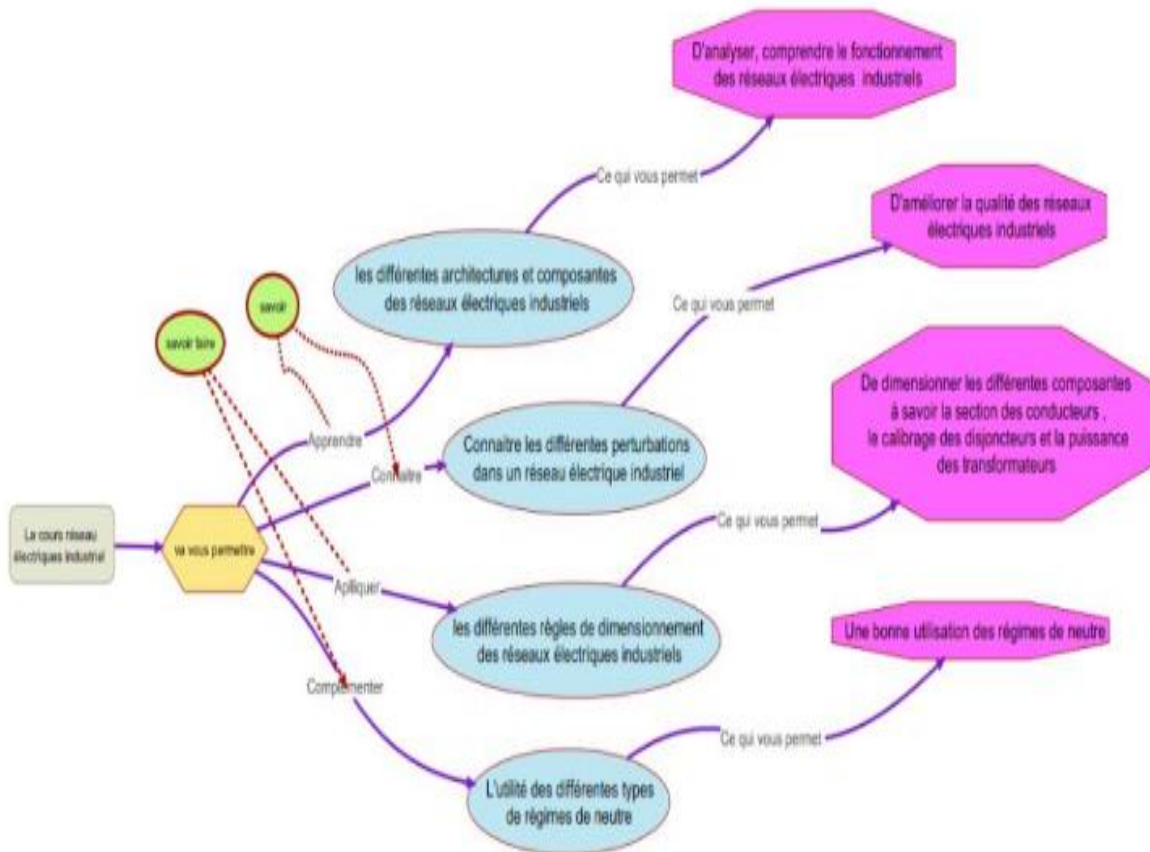 D'analyser, comprendre le fonctionnement
des réseaux électriques industriels
Ce qui vous permet
D'améliorer la qualité des réseaux
électriques industriels
les différentes architectures et composantes
des réseaux électriques industriels
Ce qui vous permet
savoir
savoir faire
De dimensionner les différentes composantes
à savoir la section des conducteurs ,
le calibrage des disjoncteurs et la puissance
des transformateurs
Apprendre
Connaitre les différentes perturbations
dans un réseau électrique industriel
Connaitre
Ce qui vous permet
Le cours réseau
électriques industriel
va vous permettre
Apliquer
les différentes règles de dimensionnement
des réseaux électriques industriels
Une bonne utilisation des régimes de neutre
Complémenter
Ce qui vous permet
L'utilité des différentes types
de régimes de neutre